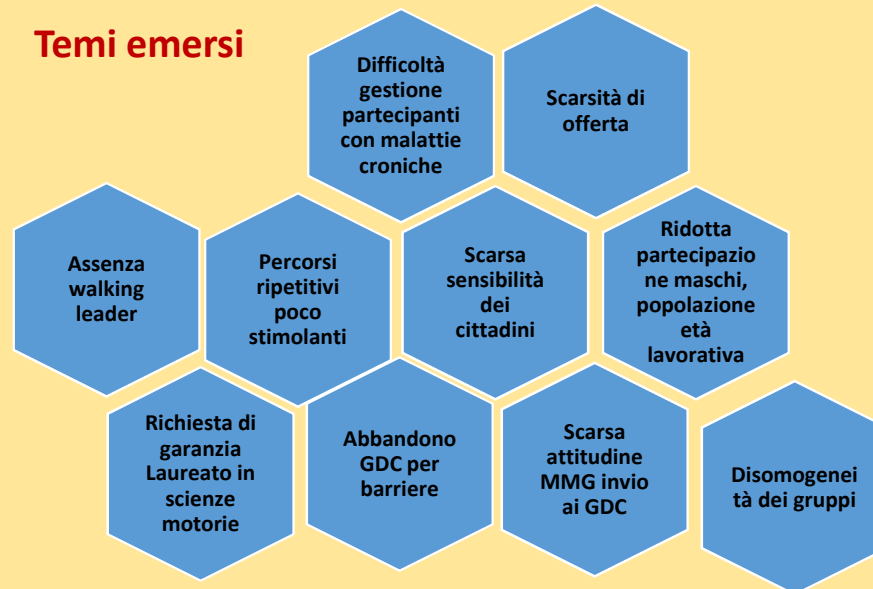 Temi emersi
Difficoltà
gestione
partecipanti
con malattie
croniche
Scarsità di
offerta
Assenza
walking
leader
Percorsi
ripetitivi
poco
stimolanti
Scarsa
sensibilità
dei
cittadini
Ridotta
partecipazio
ne maschi,
popolazione
età
lavorativa
Richiesta di
garanzia
Laureato in
scienze
motorie
Abbandono
GDC per
barriere
Scarsa
attitudine
MMG invio
ai GDC
Disomogenei
tà dei gruppi